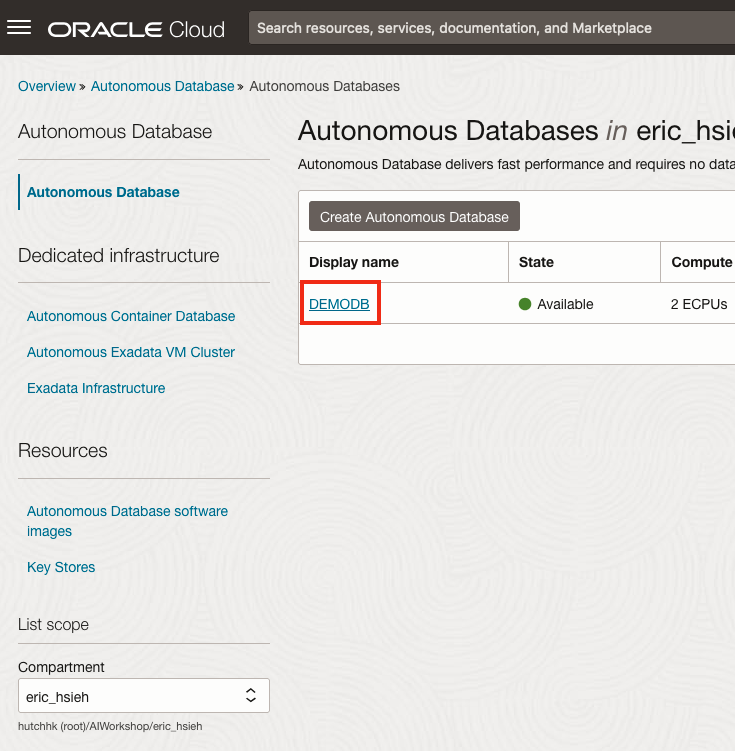 ORACLE Cloud
Search resources, services, documentation, and Marketplace
Overview » Autonomous Database » Autonomous Databases
Autonomous Database
Autonomous Database
Dedicated infrastructure
Autonomous Container Database
Autonomous Exadata VM Cluster
Exadata Infrastructure
Resources
Autonomous Database software
images
Key Stores
List scope
Compartment
eric_hsieh
hutchhk (root)/AIWorkshop/eric_hsieh
Autonomous Databases in eric_hsi
Autonomous Database delivers fast performance and requires no data
Create Autonomous Database
Display name State Compute
DEMODB Available 2 ECPUs